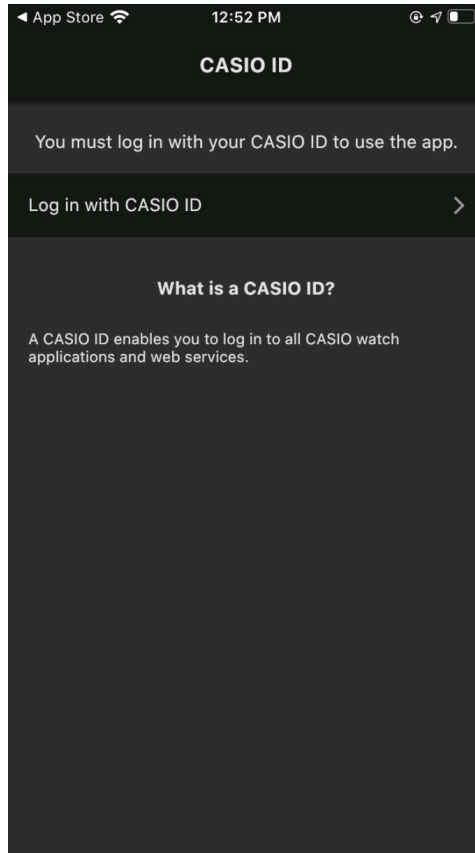 ◀ App Store 12:52 PM
CASIO ID
You must log in with your CASIO ID to use the app.
Log in with CASIO ID
What is a CASIO ID?
A CASIO ID enables you to log in to all CASIO watch
applications and web services.